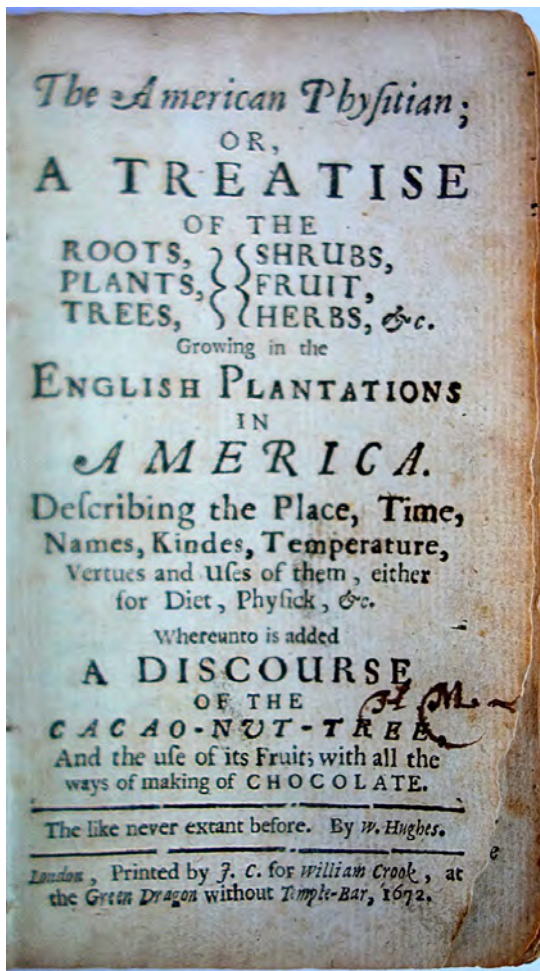 The American Phyſitian;
OR,
A TREATISE
OF THE
ROOTS, } { SHRUBS,
PLANTS, } { FRUIT,
TREES, } { HERBS, &c.
Growing in the
ENGLISH PLANTATIONS
IN
AMERICA.
Deſcribing the Place, Time,
Names, Kindes, Temperature,
Vertues and Uſes of them, either
for Diet, Phyſick, &c.
Whereunto is added
A DISCOURSE
OF THE
H M
CACAO-NUT-TREE,
And the uſe of its Fruit; with all the
ways of making of CHOCOLATE.
The like never extant before. By W. Hughes.
e
London, Printed by J. C. for William Crook, at
the Green Dragon without Temple-Bar, 1672.